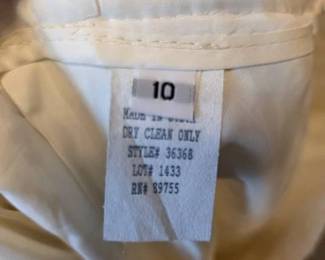 10
MADE IN U.S.A.
DRY CLEAN ONLY
STYLE# 36368
LOT# 1433
RN# 89755